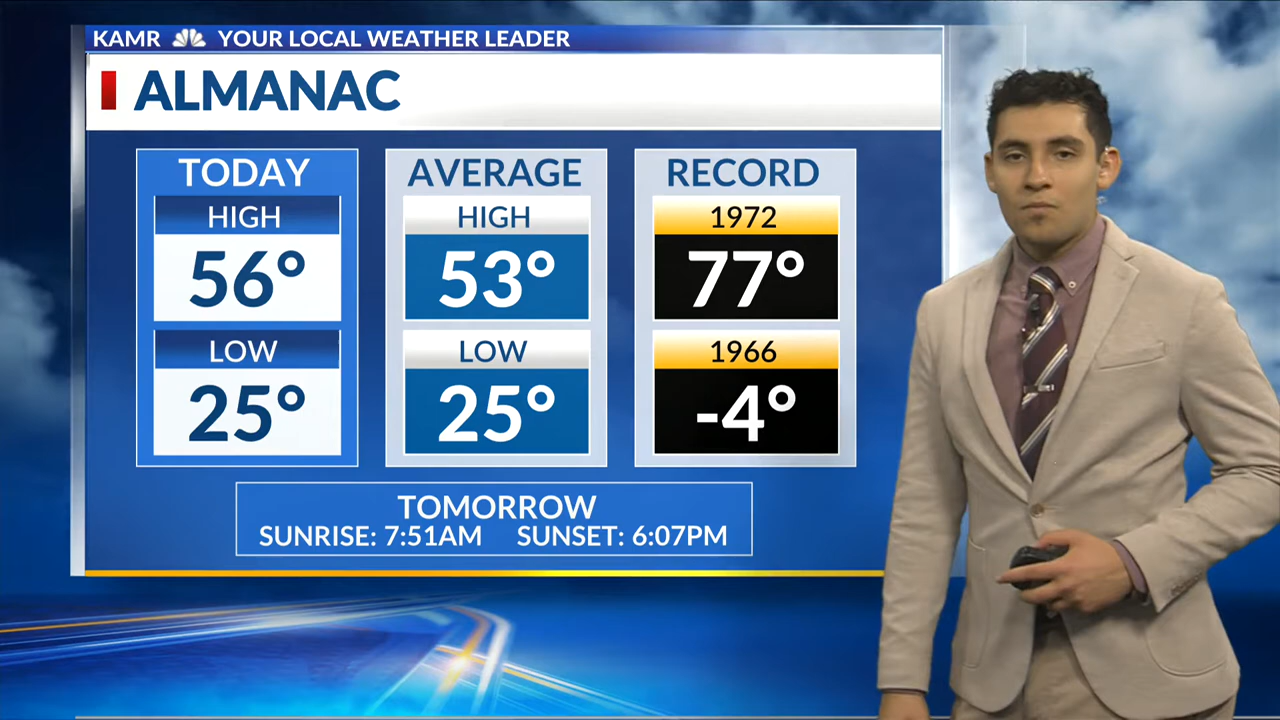 KAMR YOUR LOCAL WEATHER LEADER
ALMANAC
TODAY
HIGH
56°
LOW
25°
AVERAGE
HIGH
53°
LOW
25°
RECORD
1972
77°
1966
-4°
TOMORROW
SUNRISE: 7:51AM SUNSET: 6:07PM